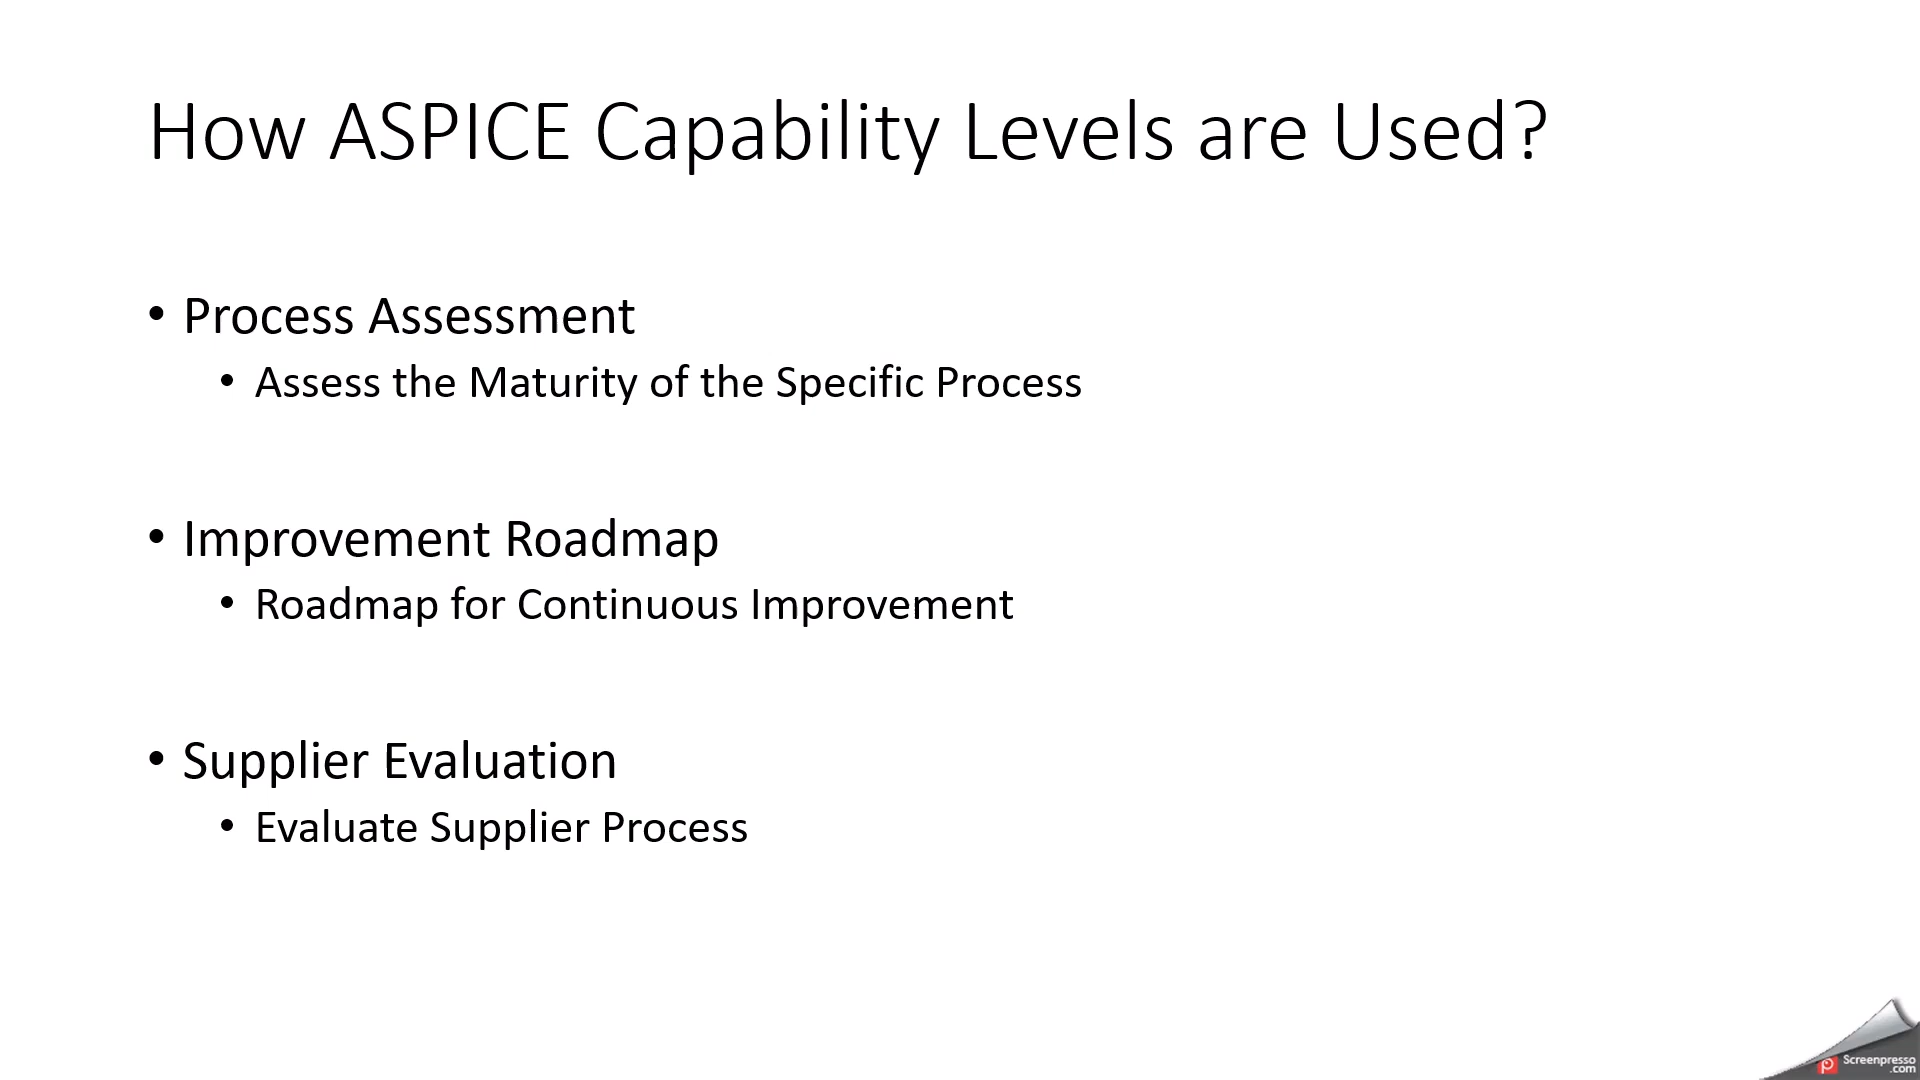 How ASPICE Capability Levels are Used?
• Process Assessment
• Assess the Maturity of the Specific Process
• Improvement Roadmap
• Roadmap for Continuous Improvement
• Supplier Evaluation
• Evaluate Supplier Process
Screenpresso
.com